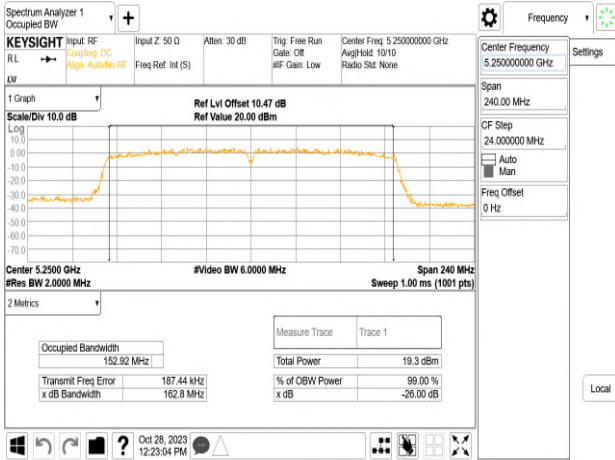 Spectrum Analyzer 1
Occupied BW
+
Frequency
KEYSIGHT
RL
Input: RF
Coupling: DC
Align: Auto/No RF
Input Z: 50 Ω
Freq Ref: Int (S)
Atten: 30 dB
Trig: Free Run
Gate: Off
#IF Gain: Low
Center Freq: 5.250000000 GHz
Avg|Hold: 10/10
Radio Std: None
Center Frequency
5.250000000 GHz
Settings
Span
240.00 MHz
CF Step
24.000000 MHz
Auto
Man
Freq Offset
0 Hz
Local
1 Graph
Scale/Div 10.0 dB
Ref Lvl Offset 10.47 dB
Ref Value 20.00 dBm
Log
10.0
0.00
-10.0
-20.0
-30.0
-40.0
-50.0
-60.0
-70.0
Center 5.2500 GHz
#Video BW 6.0000 MHz
Span 240 MHz
#Res BW 2.0000 MHz
Sweep 1.00 ms (1001 pts)
2 Metrics
Measure Trace
Trace 1
Occupied Bandwidth
152.92 MHz
Total Power
19.3 dBm
Transmit Freq Error
187.44 kHz
% of OBW Power
99.00 %
x dB Bandwidth
162.8 MHz
x dB
-26.00 dB
?
Oct 28, 2023
12:23:04 PM